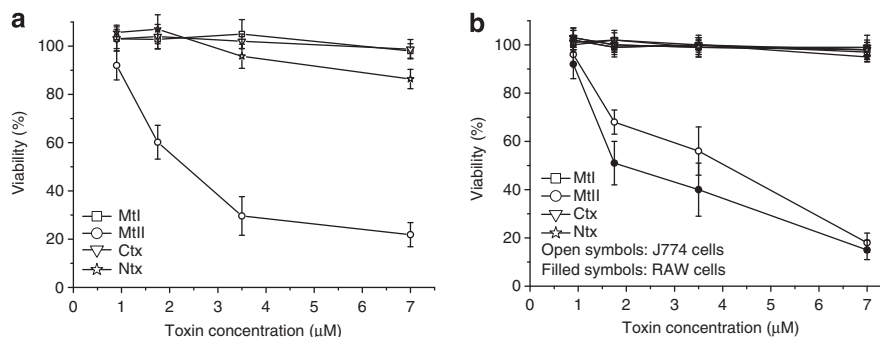 a
Viability (%)
100
80
60
40
20
0
MtI
MtII
Ctx
Ntx
0 1 2 3 4 5 6 7
Toxin concentration (μM)
b
Viability (%)
100
80
60
40
20
0
MtI
MtII
Ctx
Ntx
Open symbols: J774 cells
Filled symbols: RAW cells
0 1 2 3 4 5 6 7
Toxin concentration (μM)